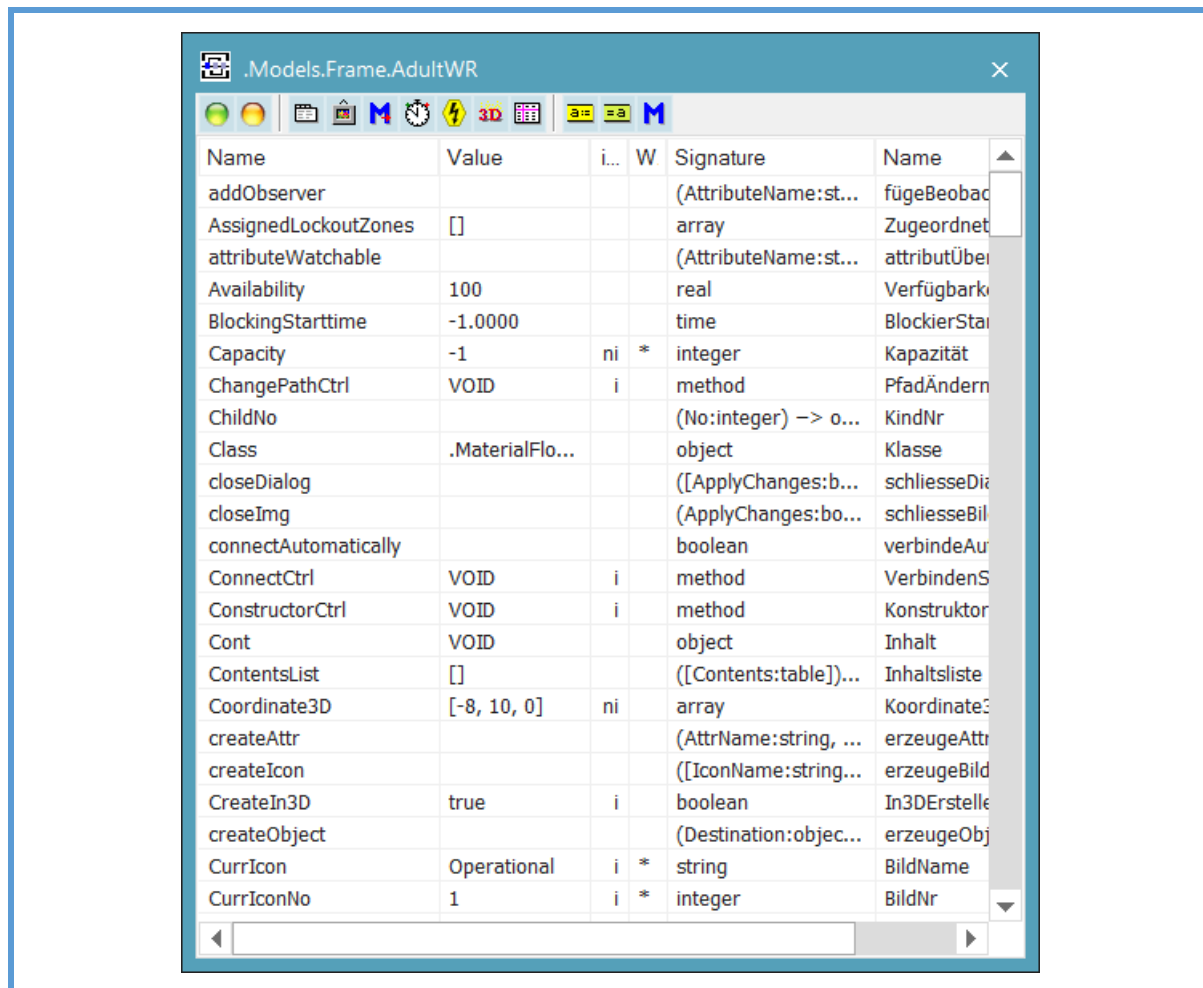 .Models.Frame.AdultWR
3D a:= =a M
Name Value i... W Signature Name
addObserver (AttributeName:st... fügeBeobac
AssignedLockoutZones [] array Zugeordnet
attributeWatchable (AttributeName:st... attributÜber
Availability 100 real Verfügbarke
BlockingStarttime -1.0000 time BlockierStar
Capacity -1 ni * integer Kapazität
ChangePathCtrl VOID i method PfadÄndern
ChildNo (No:integer) −> o... KindNr
Class .MaterialFlo... object Klasse
closeDialog ([ApplyChanges:b... schliesseDia
closeImg (ApplyChanges:bo... schliesseBil
connectAutomatically boolean verbindeAut
ConnectCtrl VOID i method VerbindenS
ConstructorCtrl VOID i method Konstruktor
Cont VOID object Inhalt
ContentsList [] ([Contents:table])... Inhaltsliste
Coordinate3D [-8, 10, 0] ni array Koordinate3
createAttr (AttrName:string, ... erzeugeAttr
createIcon ([IconName:string... erzeugeBild
CreateIn3D true i boolean In3DErstelle
createObject (Destination:objec... erzeugeObj
CurrIcon Operational i * string BildName
CurrIconNo 1 i * integer BildNr